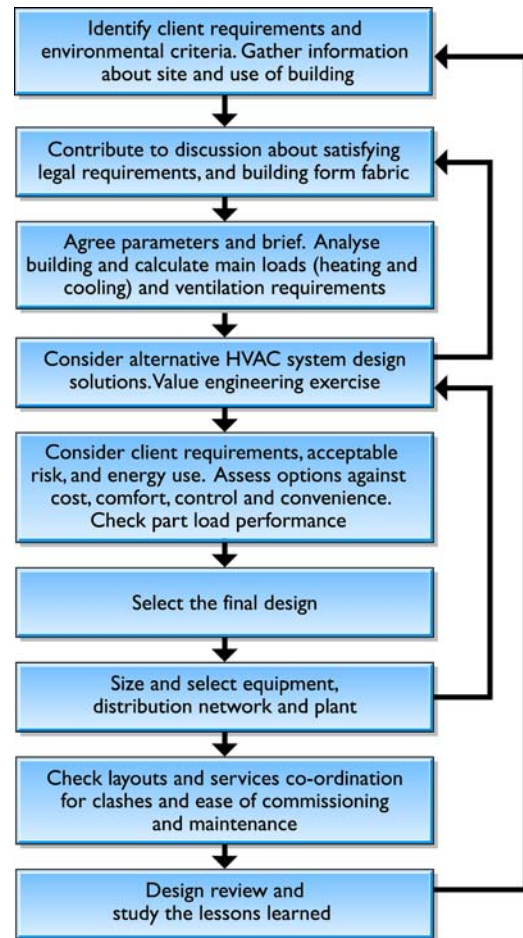 Identify client requirements and
environmental criteria. Gather information
about site and use of building
Contribute to discussion about satisfying
legal requirements, and building form fabric
Agree parameters and brief. Analyse
building and calculate main loads (heating and
cooling) and ventilation requirements
Consider alternative HVAC system design
solutions. Value engineering exercise
Consider client requirements, acceptable
risk, and energy use. Assess options against
cost, comfort, control and convenience.
Check part load performance
Select the final design
Size and select equipment,
distribution network and plant
Check layouts and services co-ordination
for clashes and ease of commissioning
and maintenance
Design review and
study the lessons learned